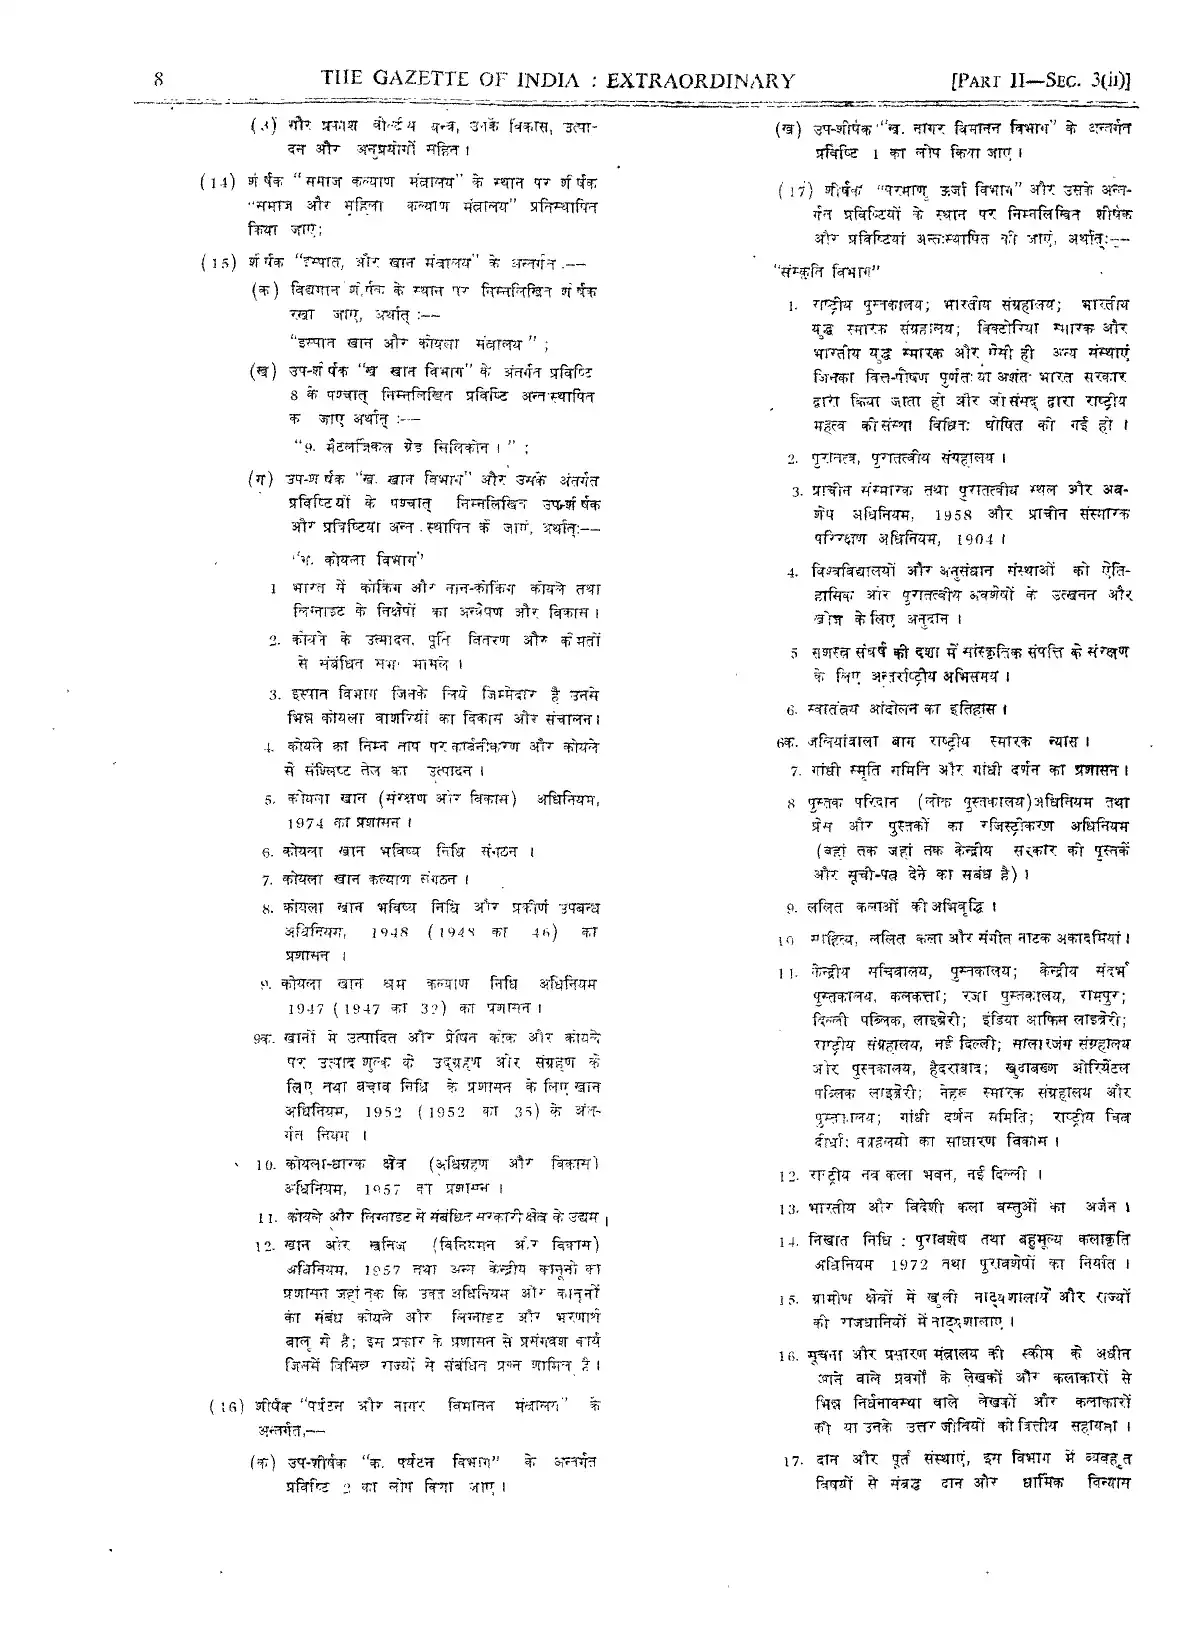 8 THE GAZETTE OF INDIA : EXTRAORDINARY [PART II—SEC. 3(ii)]
और प्रकाश यन्त्र, उनके विकास, उत्पा-
दन और अनुप्रयोगों सहित ।
(14) शीर्षक "समाज कल्याण मंत्रालय" के स्थान पर शीर्षक
"समाज और महिला कल्याण मंत्रालय" प्रतिस्थापित
किया जाए;
(15) शीर्षक "इस्पात, और खान मंत्रालय" के अन्तर्गत :—
(क) विद्यमान शीर्षक के स्थान पर निम्नलिखित शीर्षक
रखा जाए, अर्थात् :—
"इस्पात खान और कोयला मंत्रालय" ;
(ख) उप-शीर्षक "ख खान विभाग" के अंतर्गत प्रविष्टि
8 के पश्चात् निम्नलिखित प्रविष्टि अन्तःस्थापित
की जाए अर्थात् :—
"9. मैटलर्जिकल ग्रेड सिलिकोन । " ;
(ग) उप-शीर्षक "ख. खान विभाग" और उसके अंतर्गत
प्रविष्टियों के पश्चात् निम्नलिखित उप-शीर्षक
और प्रविष्टियां अन्तःस्थापित की जाएं, अर्थात्:—
"ग. कोयला विभाग"
1 भारत में कोकिंग और नान-कोकिंग कोयले तथा
लिग्नाइट के निक्षेपों का अन्वेषण और विकास ।
2. कोयले के उत्पादन, पूर्ति वितरण और कीमतों
से संबंधित सभी मामले ।
3. इस्पात विभाग जिनके लिये जिम्मेदार है उनसे
भिन्न कोयला वाशरियों का विकास और संचालन ।
4. कोयले का निम्न ताप पर कार्बनीकरण और कोयले
से संश्लिष्ट तेल का उत्पादन ।
5. कोयला खान (संरक्षण और विकास) अधिनियम,
1974 का प्रशासन ।
6. कोयला खान भविष्य निधि संगठन ।
7. कोयला खान कल्याण संगठन ।
8. कोयला खान भविष्य निधि और प्रकीर्ण उपबन्ध
अधिनियम, 1948 (1948 का 46) का
प्रशासन ।
9. कोयला खान श्रम कल्याण निधि अधिनियम
1947 (1947 का 32) का प्रशासन ।
9क. खानों में उत्पादित और प्रेषित कोक और कोयले
पर उत्पाद शुल्क के उद्ग्रहण और संग्रहण के
लिए तथा बचाव निधि के प्रशासन के लिए खान
अधिनियम, 1952 (1952 का 35) के अंत-
र्गत नियम ।
10. कोयला-धारक क्षेत्र (अधिग्रहण और विकास)
अधिनियम, 1957 का प्रशासन ।
11. कोयले और लिग्नाइट से संबंधित सरकारी क्षेत्र के उद्यम ।
12. खान और खनिज (विनियमन और विकास)
अधिनियम, 1957 तथा अन्य केन्द्रीय कानूनों का
प्रशासन जहां तक कि उक्त अधिनियम और कानूनों
का संबंध कोयले और लिग्नाइट और भरणार्थ
बालू से है; इस प्रकार के प्रशासन से प्रसंगवश कार्य
जिनमें विभिन्न राज्यों से संबंधित प्रश्न शामिल है ।
(16) शीर्षक "पर्यटन और नागर विमानन मंत्रालय" के
अन्तर्गत,—
(क) उप-शीर्षक "क. पर्यटन विभाग" के अन्तर्गत
प्रविष्टि 2 का लोप किया जाए ।
(ख) उप-शीर्षक "ख. नागर विमानन विभाग" के अन्तर्गत
प्रविष्टि 1 का लोप किया जाए ।
(17) शीर्षक "परमाणु ऊर्जा विभाग" और उसके अन्त-
र्गत प्रविष्टियों के स्थान पर निम्नलिखित शीर्षक
और प्रविष्टियां अन्तःस्थापित की जाएं, अर्थात्:—
"संस्कृति विभाग"
1. राष्ट्रीय पुस्तकालय; भारतीय संग्रहालय; भारतीय
युद्ध स्मारक संग्रहालय; विक्टोरिया स्मारक और
भारतीय युद्ध स्मारक और ऐसी ही अन्य संस्थाएं
जिनका वित्त-पोषण पूर्णतः या अंशतः भारत सरकार
द्वारा किया जाता हो और जो संसद् द्वारा राष्ट्रीय
महत्व की संस्था विधितः घोषित की गई हो ।
2. पुरातत्व, पुरातत्वीय संग्रहालय ।
3. प्राचीन संस्मारक तथा पुरातत्वीय स्थल और अव-
शेष अधिनियम, 1958 और प्राचीन संस्मारक
परिरक्षण अधिनियम, 1904 ।
4. विश्वविद्यालयों और अनुसंधान संस्थाओं को ऐति-
हासिक और पुरातत्वीय अवशेषों के उत्खनन और
खोज के लिए अनुदान ।
5 सशस्त्र संघर्ष की दशा में सांस्कृतिक संपत्ति के संरक्षण
के लिए अन्तर्राष्ट्रीय अभिसमय ।
6. स्वातंत्र्य आंदोलन का इतिहास ।
6क. जलियांवाला बाग राष्ट्रीय स्मारक न्यास ।
7. गांधी स्मृति समिति और गांधी दर्शन का प्रशासन ।
8 पुस्तक परिदान (लोक पुस्तकालय) अधिनियम तथा
प्रेस और पुस्तकों का रजिस्ट्रीकरण अधिनियम
(वहां तक जहां तक केन्द्रीय सरकार को पुस्तकें
और सूची-पत्र देने का संबंध है) ।
9. ललित कलाओं की अभिवृद्धि ।
10 साहित्य, ललित कला और संगीत नाटक अकादमियां ।
11. केन्द्रीय सचिवालय, पुस्तकालय; केन्द्रीय संदर्भ
पुस्तकालय, कलकत्ता; रजा पुस्तकालय, रामपुर;
दिल्ली पब्लिक, लाइब्रेरी; इंडिया आफिस लाइब्रेरी;
राष्ट्रीय संग्रहालय, नई दिल्ली; सालारजंग संग्रहालय
और पुस्तकालय, हैदराबाद; खुदाबख्श ओरियंटल
पब्लिक लाइब्रेरी; नेहरू स्मारक संग्रहालय और
पुस्तकालय; गांधी दर्शन समिति; राष्ट्रीय चित्र
दीर्घा; संग्रहलयो का साधारण विकास ।
12. राष्ट्रीय नव कला भवन, नई दिल्ली ।
13. भारतीय और विदेशी कला वस्तुओं का अर्जन ।
14. निखात निधि : पुरावशेष तथा बहुमूल्य कलाकृति
अधिनियम 1972 तथा पुरावशेषों का निर्यात ।
15. ग्रामीण क्षेत्रों में खुली नाट्यशालायें और राज्यों
की राजधानियों में नाट्यशालाएं ।
16. सूचना और प्रसारण मंत्रालय की स्कीम के अधीन
आने वाले प्रवर्गों के लेखकों और कलाकारों से
भिन्न निर्धनावस्था वाले लेखकों और कलाकारों
की या उनके उत्तरजीवियों को वित्तीय सहायता ।
17. दान और पूर्त संस्थाएं, इस विभाग में व्यवहृत
विषयों से संबद्ध दान और धार्मिक विन्यास